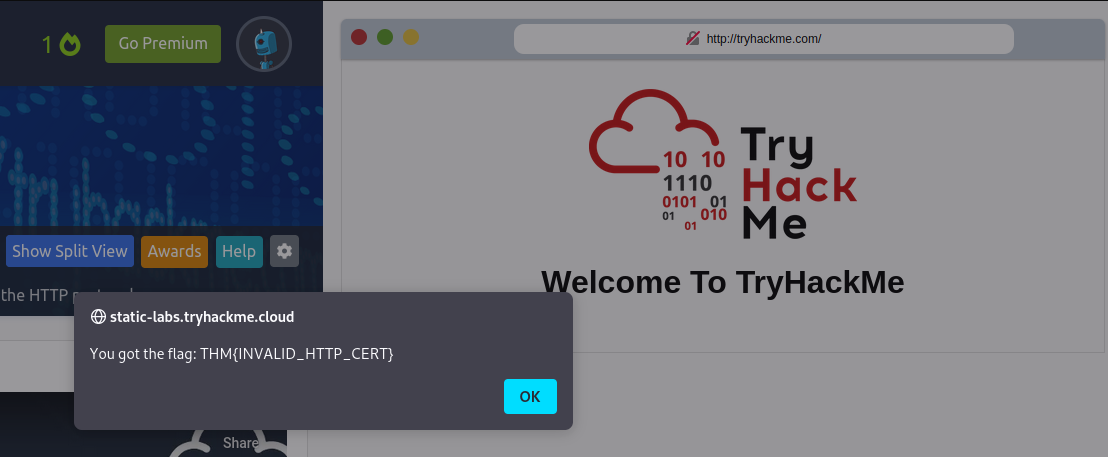 1
Go Premium
http://tryhackme.com/
Try
Hack
Me
10 10
1110
0101 01
01 010
01
Show Split View
Awards
Help
the HTTP
Welcome To TryHackMe
static-labs.tryhackme.cloud
You got the flag: THM{INVALID_HTTP_CERT}
OK
Share